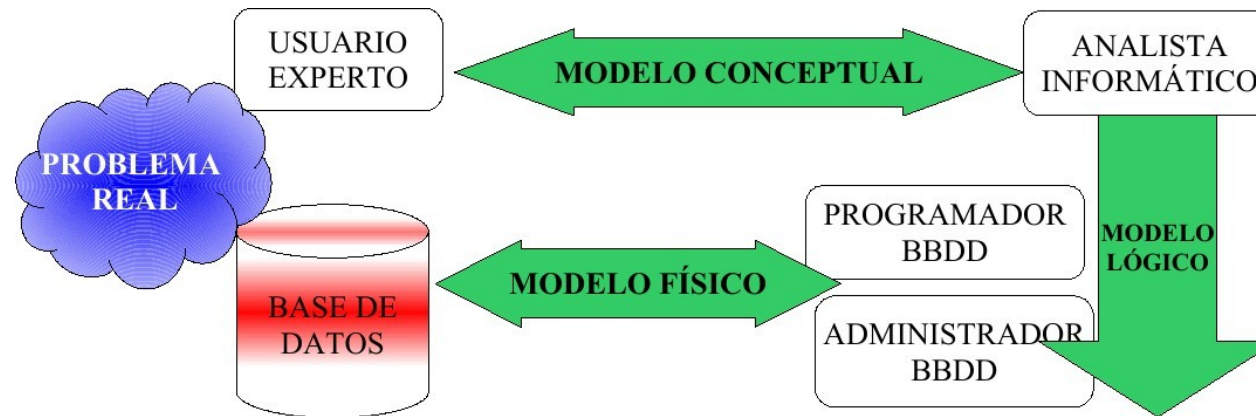 USUARIO
EXPERTO
MODELO CONCEPTUAL
ANALISTA
INFORMÁTICO
PROBLEMA
REAL
PROGRAMADOR
BBDD
MODELO
LÓGICO
MODELO FÍSICO
BASE DE
DATOS
ADMINISTRADOR
BBDD